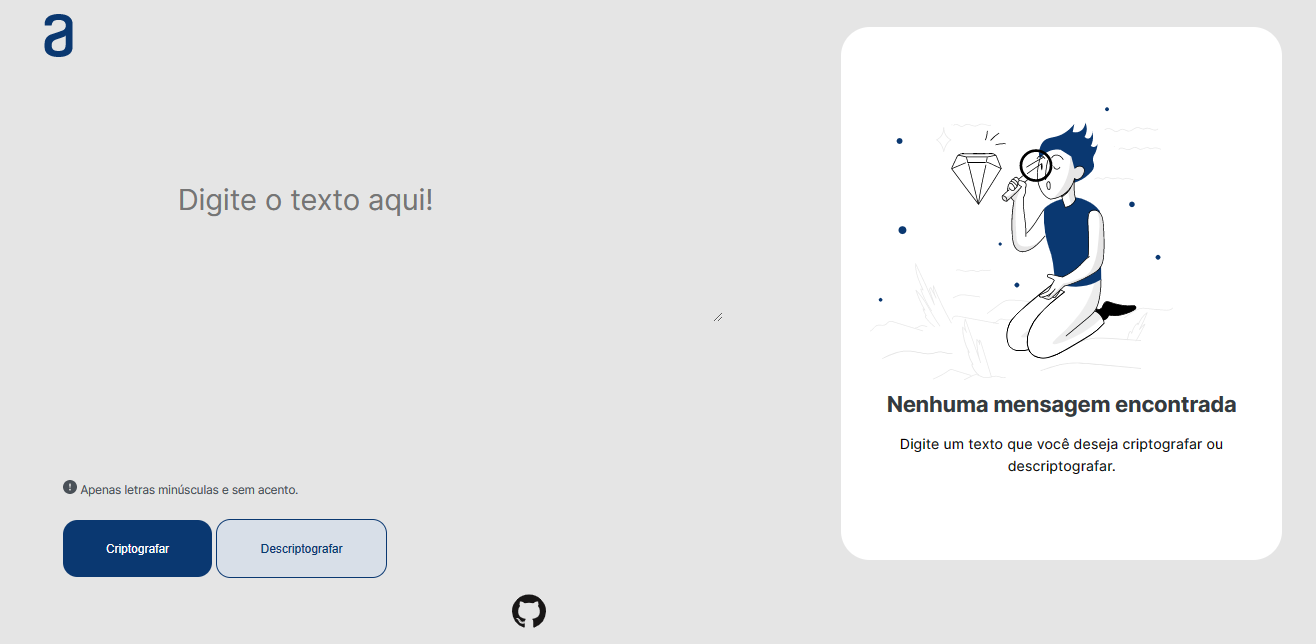 a
Digite o texto aqui!
Apenas letras minúsculas e sem acento.
Criptografar
Descriptografar
Nenhuma mensagem encontrada
Digite um texto que você deseja criptografar ou
descriptografar.